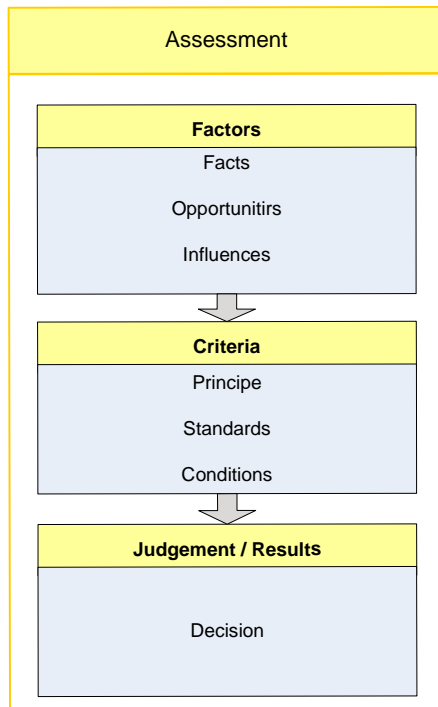 Assessment
Factors
Facts
Opportunitirs
Influences
Criteria
Principe
Standards
Conditions
Judgement / Results
Decision